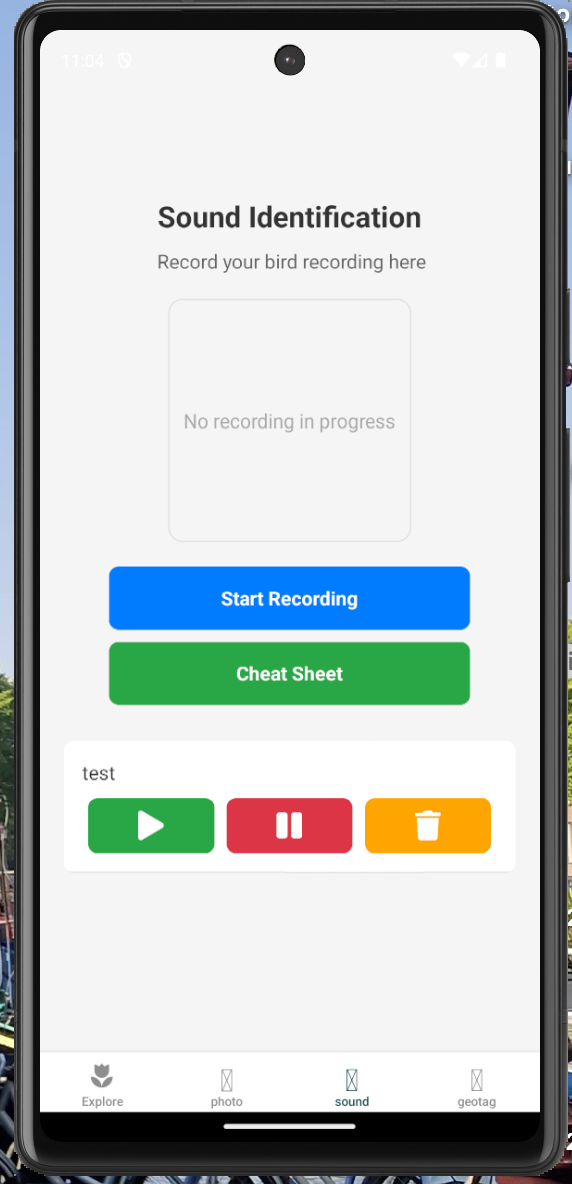 11:04
Sound Identification
Record your bird recording here
No recording in progress
Start Recording
Cheat Sheet
test
Explore photo sound geotag